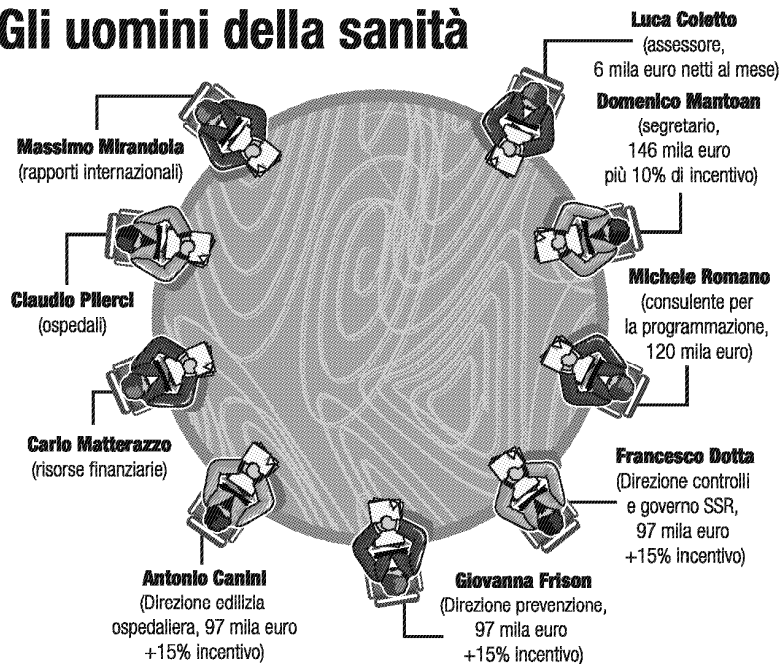 Gli uomini della sanità
Luca Coletto
(assessore,
6 mila euro netti al mese)
Domenico Mantoan
(segretario,
146 mila euro
più 10% di incentivo)
Michele Romano
(consulente per
la programmazione,
120 mila euro)
Francesco Dotta
(Direzione controlli
e governo SSR,
97 mila euro
+15% incentivo)
Giovanna Frison
(Direzione prevenzione,
97 mila euro
+15% incentivo)
Antonio Canini
(Direzione edilizia
ospedaliera, 97 mila euro
+15% incentivo)
Carlo Matterazzo
(risorse finanziarie)
Claudio Pilerci
(ospedali)
Massimo Mirandola
(rapporti internazionali)